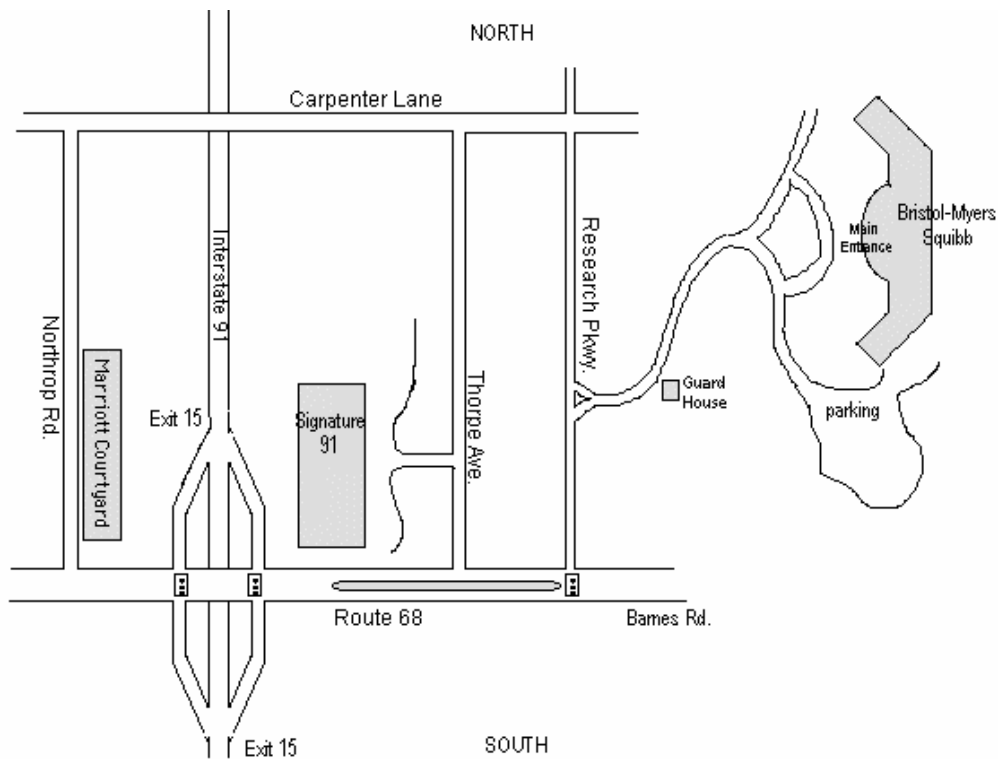 NORTH
Carpenter Lane
Bristol-Myers
Squibb
Main
Entrance
Interstate 91
Research Pkwy.
Northrop Rd.
Marriott Courtyard
Exit 15
Signature
91
Thorpe Ave.
Guard
House
parking
Route 68
Barnes Rd.
Exit 15
SOUTH